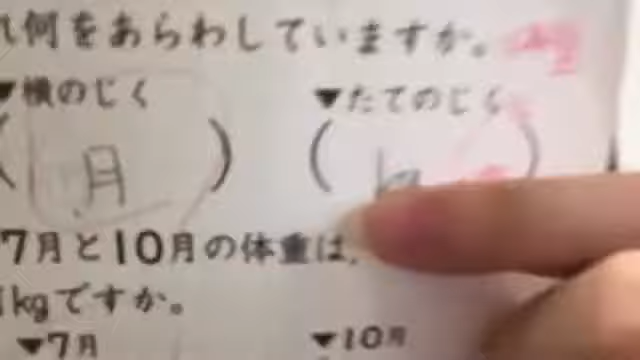 何をあらわしていますか。
▼横のじく ▼たてのじく
( 月 ) ( )
7月と10月の体重は、
kgですか。
▼7月 ▼10月